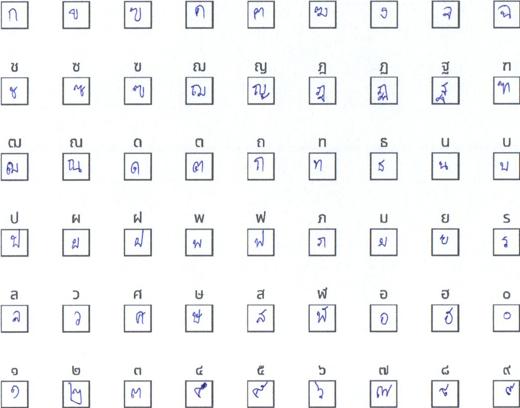 ก ข ฃ ค ฅ ฆ ง จ ฉ
ช ซ ฃ ฌ ญ ฎ ฏ ฐ ฑ
ช ซ ฃ ฌ ญ ฎ ฏ ฐ ฑ
ฒ ณ ด ต ถ ท ธ น บ
ฒ ณ ด ต ถ ท ธ น บ
ป ผ ฝ พ ฟ ภ ม ย ร
ป ผ ฝ พ ฟ ภ ม ย ร
ล ว ศ ษ ส ฬ อ ฮ ๐
ล ว ศ ษ ส ฬ อ ฮ ๐
๑ ๒ ๓ ๔ ๕ ๖ ๗ ๘ ๙
๑ ๒ ๓ ๔ ๕ ๖ ๗ ๘ ๙